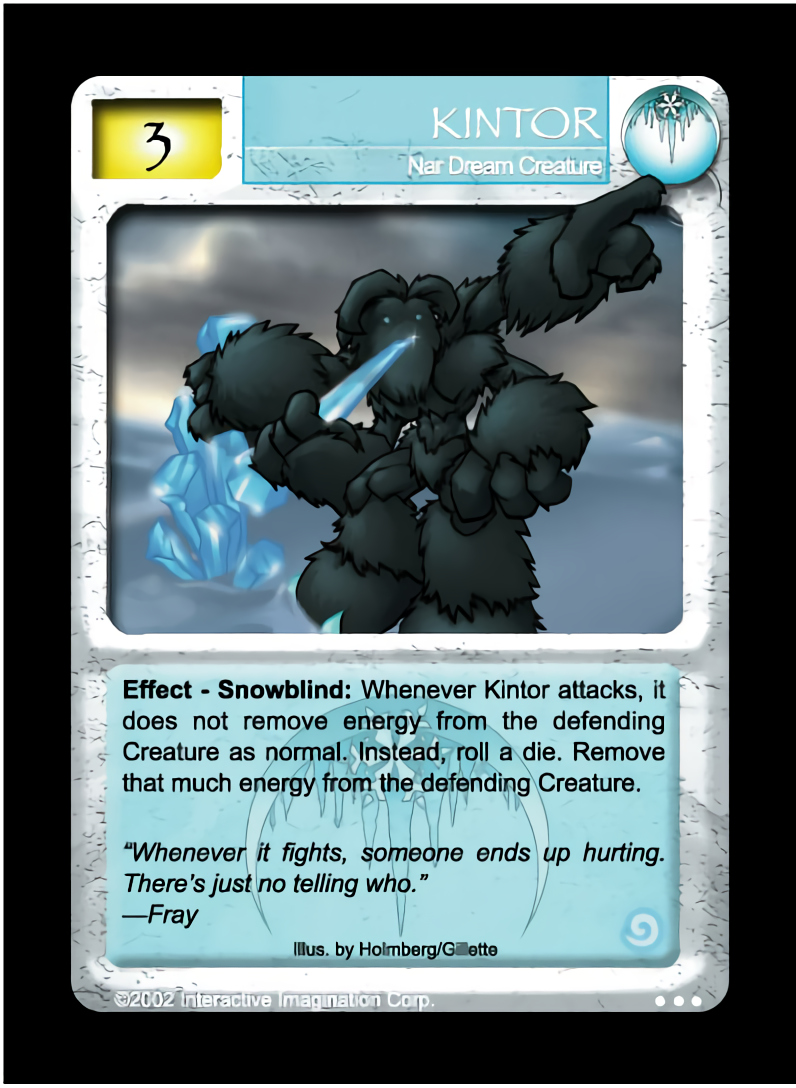 3
KINTOR
Nar Dream Creature
Effect - Snowblind: Whenever Kintor attacks, it
does not remove energy from the defending
Creature as normal. Instead, roll a die. Remove
that much energy from the defending Creature.
"Whenever it fights, someone ends up hurting.
There's just no telling who."
—Fray
Illus. by Holmberg/
©2002 Interactive Imagination Corp.